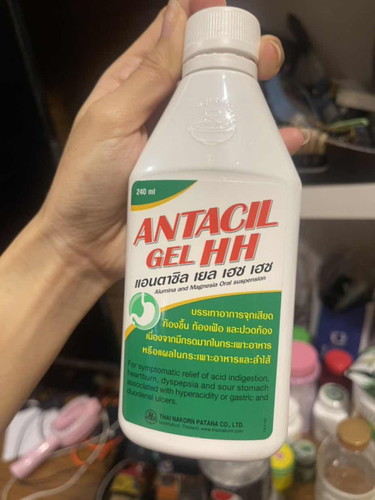 240 ml
ANTACIL
GEL HH
แอนตาซิล เยล เฮช เฮช
Alumina and Magnesia Oral suspension
บรรเทาอาการจุกเสียด
ท้องขึ้น ท้องเฟ้อ และปวดท้อง
เนื่องจากมีกรดมากในกระเพาะอาหาร
หรือแผลในกระเพาะอาหารและลำไส้
For symptomatic relief of acid indigestion,
heartburn, dyspepsia and sour stomach
associated with hyperacidity or gastric and
duodenal ulcers.
THAI NAKORN PATANA CO., LTD.